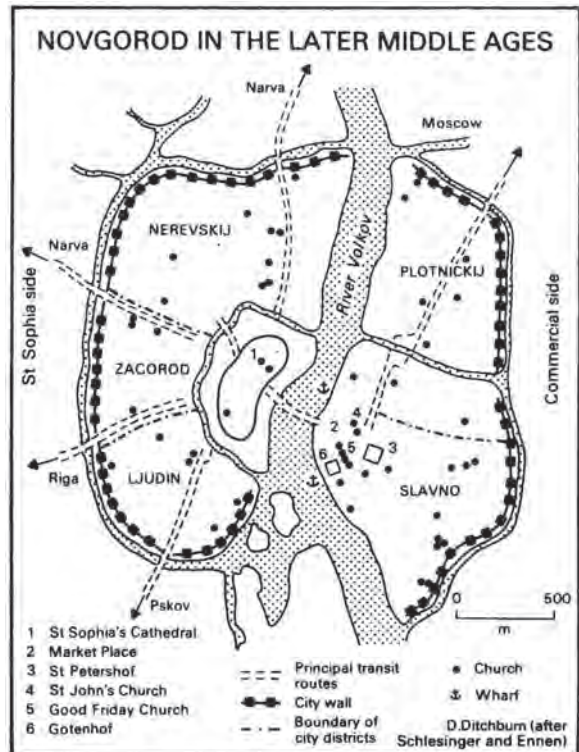 NOVGOROD IN THE LATER MIDDLE AGES
Narva
Moscow
NEREVSKIJ
River Volkov
PLOTNICKIJ
Narva
St Sophia side
Commercial side
1
ZAGOROD
2
4
5
3
6
SLAVNO
LJUDIN
Riga
Pskov
0 500
m
1 St Sophia's Cathedral
2 Market Place
3 St Petershof
4 St John's Church
5 Good Friday Church
6 Gotenhof
Principal transit
routes
City wall
Boundary of
city districts
Church
Wharf
D.Ditchburn (after
Schlesinger and Ennen)